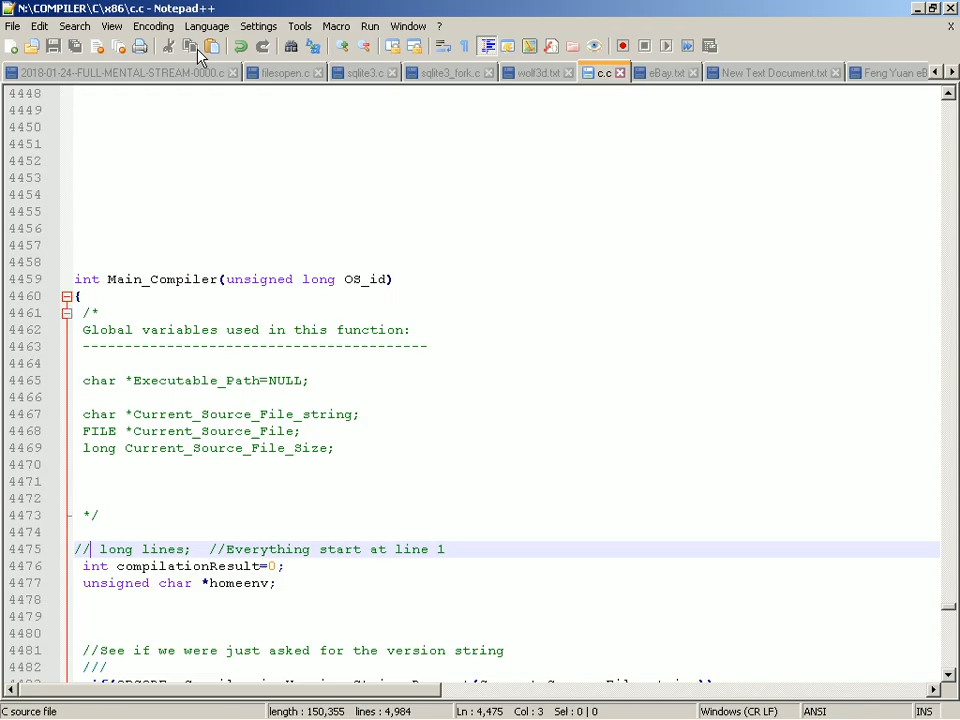 N:\COMPILER\C\x86\c.c - Notepad++
File Edit Search View Encoding Language Settings Tools Macro Run Window ? X
2018-01-24-FULL-MENTAL-STREAM-0000.c filesopen.c sqlite3.c sqlite3_fork.c wolf3d.txt c.c eBay.txt New Text Document.txt Feng Yuan eB
4448
4449
4450
4451
4452
4453
4454
4455
4456
4457
4458
4459 int Main_Compiler(unsigned long OS_id)
4460 {
4461 /*
4462 Global variables used in this function:
4463 -----------------------------------------
4464
4465 char *Executable_Path=NULL;
4466
4467 char *Current_Source_File_string;
4468 FILE *Current_Source_File;
4469 long Current_Source_File_Size;
4470
4471
4472
4473 */
4474
4475 // long lines; //Everything start at line 1
4476 int compilationResult=0;
4477 unsigned char *homeenv;
4478
4479
4480
4481 //See if we were just asked for the version string
4482 ///
C source file length : 150,355 lines : 4,984 Ln : 4,475 Col : 3 Sel : 0 | 0 Windows (CR LF) ANSI INS